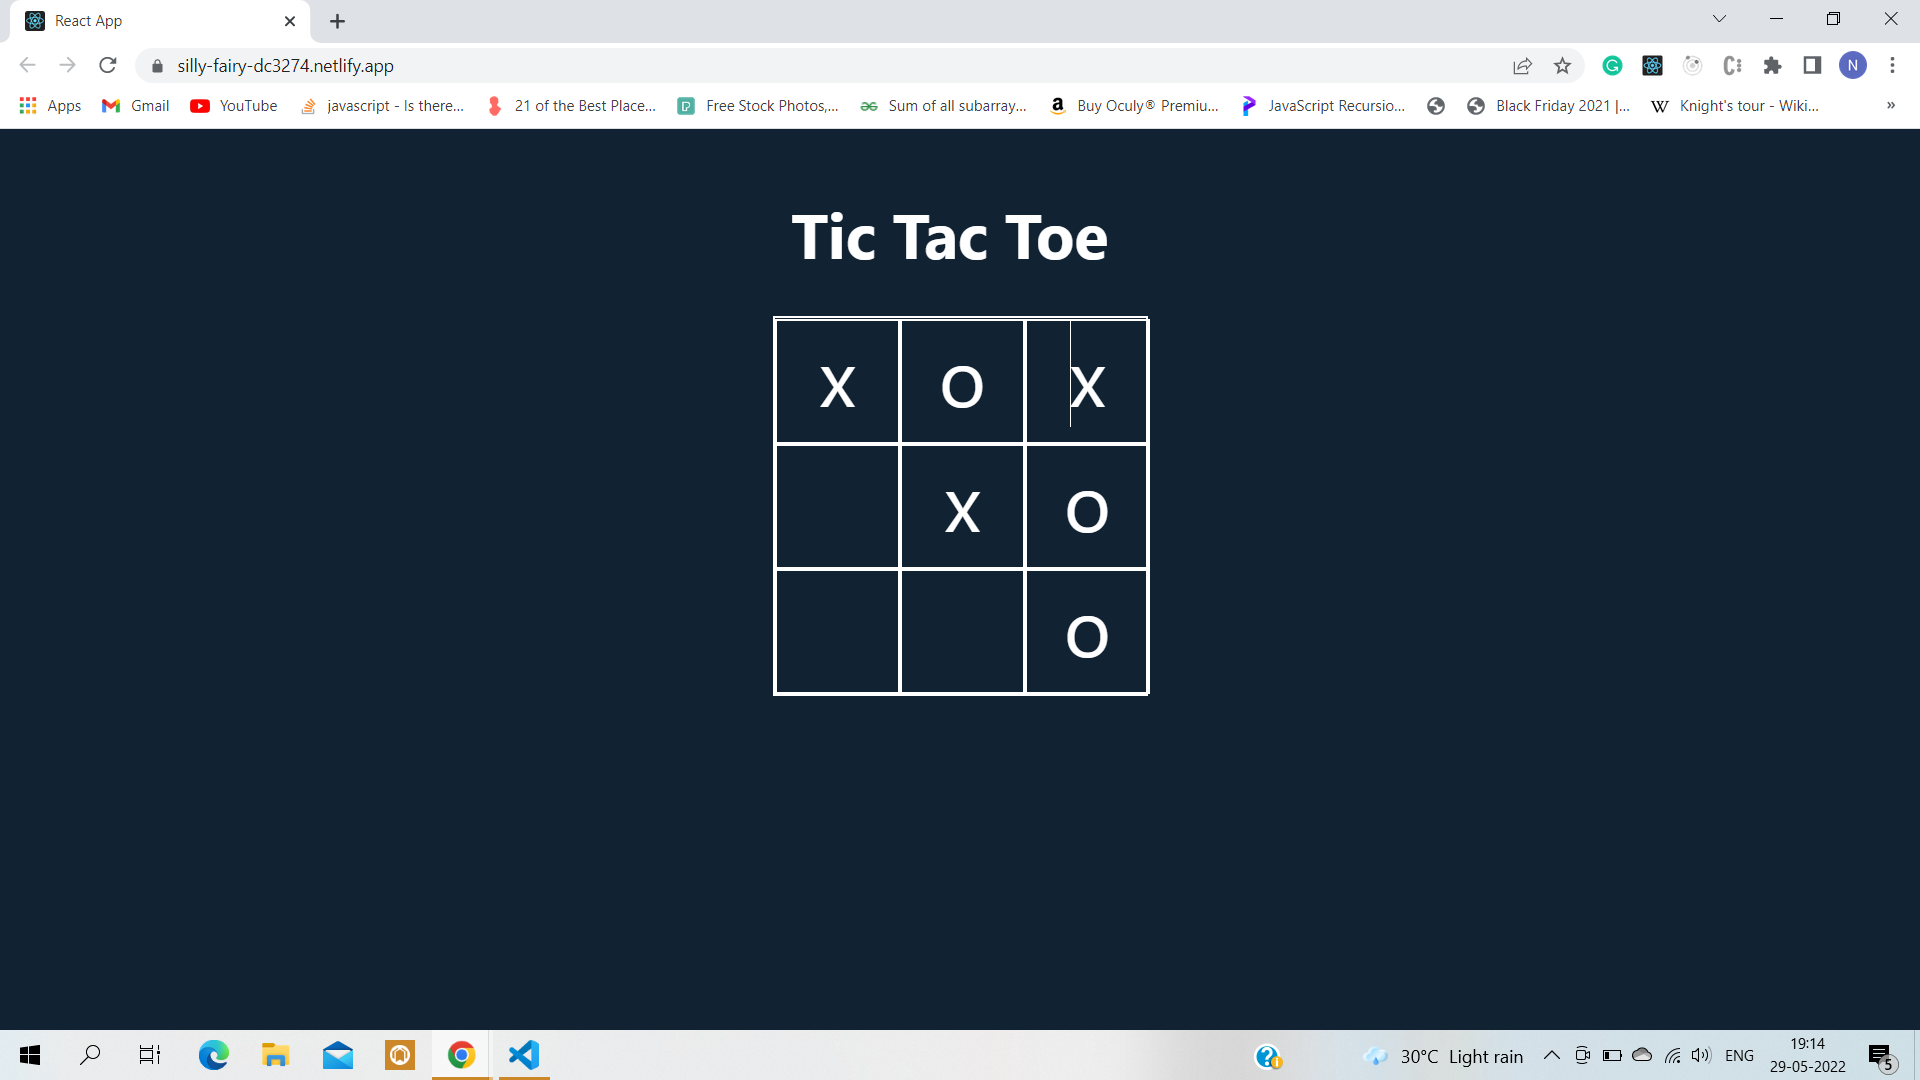 React App
silly-fairy-dc3274.netlify.app
N
Apps Gmail YouTube javascript - Is there... 21 of the Best Place... Free Stock Photos,... Sum of all subarray... Buy Oculy® Premiu... JavaScript Recursio... Black Friday 2021 |... W Knight's tour - Wiki... »
Tic Tac Toe
X O X
X O
O
30°C Light rain ENG 19:14
29-05-2022 5